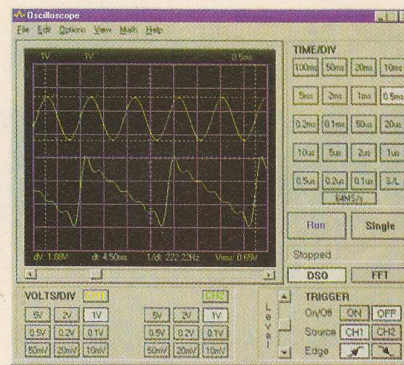 Oscilloscope
File Edit Options View Math Help
1V 1V 0.5ms
dV: 1.88V dt: 4.50ms 1/dt: 222.22Hz Vrms: 0.65V
TIME/DIV
100ms 50ms 20ms 10ms
5ms 2ms 1ms 0.5ms
0.2ms 0.1ms 50us 20us
10us 5us 2us 1us
0.5us 0.2us 0.1us S/L
64MS/s
Run Single
Stopped
DSO FFT
VOLTS/DIV CH1 CH2
5V 2V 1V 5V 2V 1V
0.5V 0.2V 0.1V 0.5V 0.2V 0.1V
50mV 20mV 10mV 50mV 20mV 10mV
Level
TRIGGER
On/Off ON OFF
Source CH1 CH2
Edge